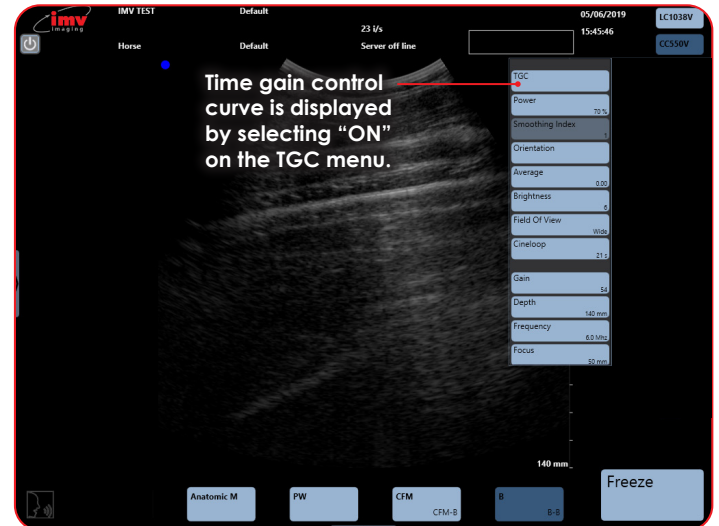 imv
imaging
IMV TEST
Default
05/06/2019
LC1038V
23 i/s
15:45:46
Horse
Default
Server off line
CC550V
Time gain control
curve is displayed
by selecting “ON”
on the TGC menu.
TGC
Power
70 %
Smoothing Index
1
Orientation
Average
0.00
Brightness
6
Field Of View
Wide
Cineloop
21 s
Gain
54
Depth
140 mm
Frequency
6.0 Mhz
Focus
50 mm
140 mm
Anatomic M
PW
CFM
CFM-B
B
B-B
Freeze